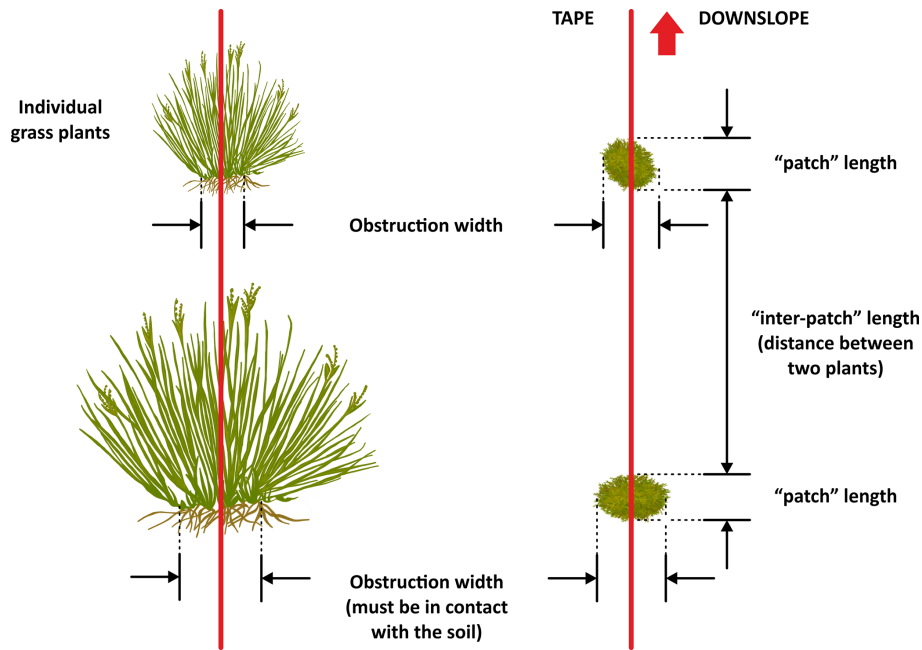 TAPE
DOWNSLOPE
Individual
grass plants
“patch” length
Obstruction width
“inter-patch” length
(distance between
two plants)
“patch” length
Obstruction width
(must be in contact
with the soil)